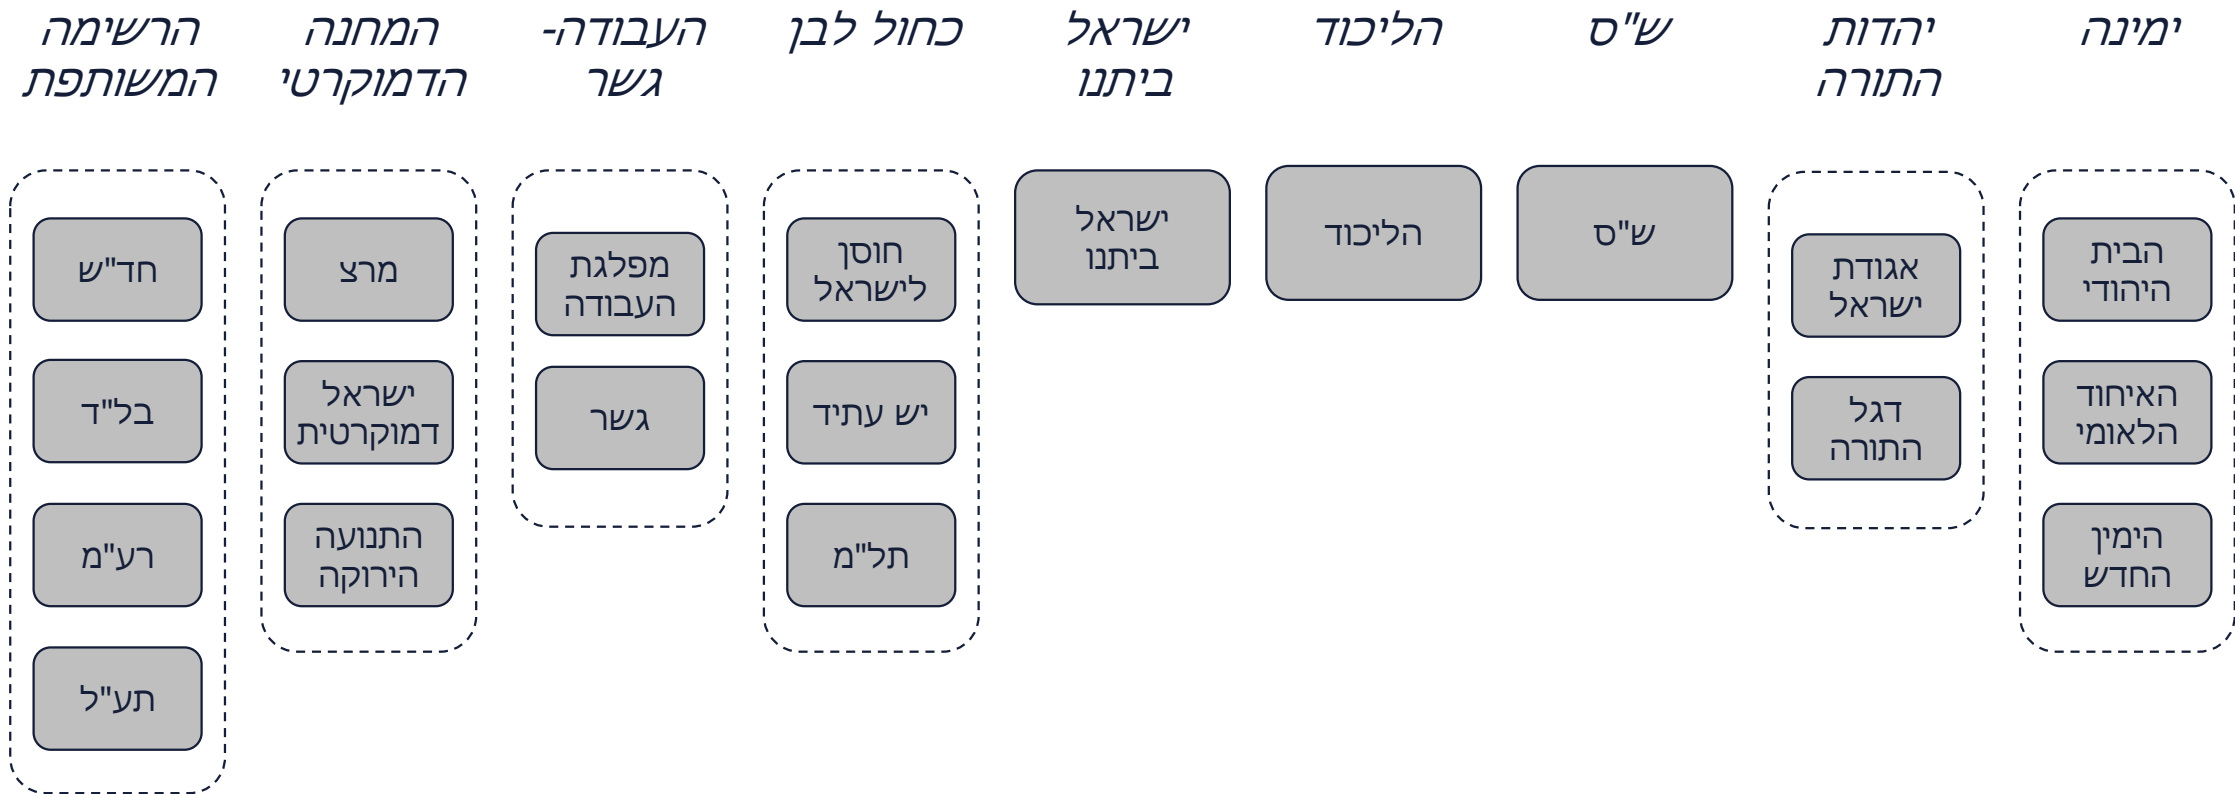 ימינה
יהדות
התורה
ש"ס
הליכוד
ישראל
ביתנו
כחול לבן
העבודה-
גשר
המחנה
הדמוקרטי
הרשימה
המשותפת
הבית
היהודי
האיחוד
הלאומי
הימין
החדש
אגודת
ישראל
דגל
התורה
ש"ס
הליכוד
ישראל
ביתנו
חוסן
לישראל
יש עתיד
תל"מ
מפלגת
העבודה
גשר
מרצ
ישראל
דמוקרטית
התנועה
הירוקה
חד"ש
בל"ד
רע"מ
תע"ל